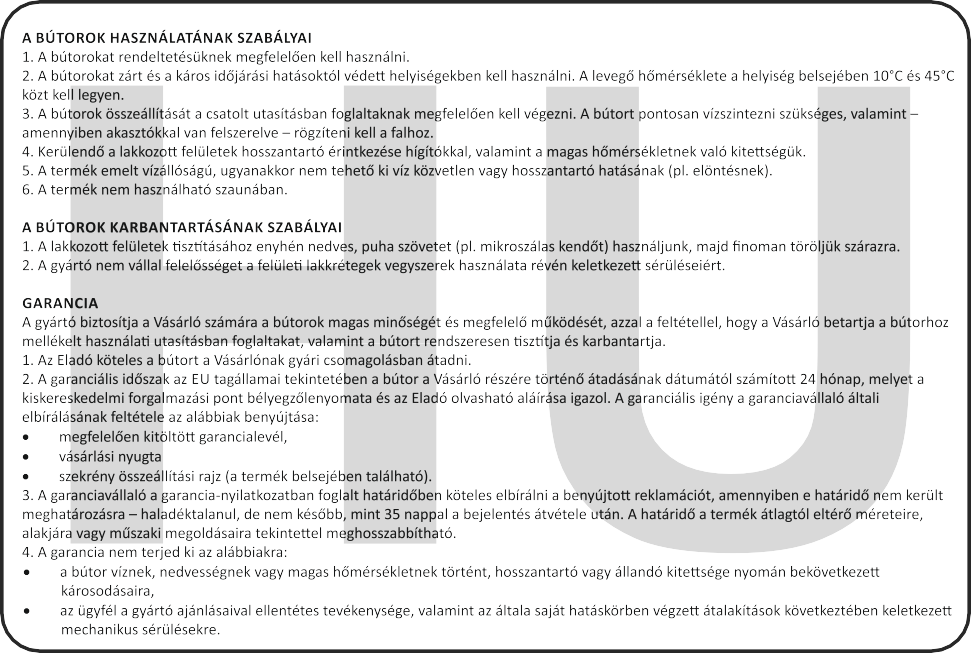 A BÚTOROK HASZNÁLATÁNAK SZABÁLYAI
1. A bútorokat rendeltetésüknek megfelelően kell használni.
2. A bútorokat zárt és a káros időjárási hatásoktól védett helyiségekben kell használni. A levegő hőmérséklete a helyiség belsejében 10°C és 45°C
közt kell legyen.
3. A bútorok összeállítását a csatolt utasításban foglaltaknak megfelelően kell végezni. A bútort pontosan vízszintezni szükséges, valamint –
amennyiben akasztókkal van felszerelve – rögzíteni kell a falhoz.
4. Kerülendő a lakkozott felületek hosszantartó érintkezése hígítókkal, valamint a magas hőmérsékletnek való kitettségük.
5. A termék emelt vízállóságú, ugyanakkor nem tehető ki víz közvetlen vagy hosszantartó hatásának (pl. elöntésnek).
6. A termék nem használható szaunában.
A BÚTOROK KARBANTARTÁSÁNAK SZABÁLYAI
1. A lakkozott felületek tisztításához enyhén nedves, puha szövetet (pl. mikroszálas kendőt) használjunk, majd finoman töröljük szárazra.
2. A gyártó nem vállal felelősséget a felületi lakkrétegek vegyszerek használata révén keletkezett sérüléseiért.
GARANCIA
A gyártó biztosítja a Vásárló számára a bútorok magas minőségét és megfelelő működését, azzal a feltétellel, hogy a Vásárló betartja a bútorhoz
mellékelt használati utasításban foglaltakat, valamint a bútort rendszeresen tisztítja és karbantartja.
1. Az Eladó köteles a bútort a Vásárlónak gyári csomagolásban átadni.
2. A garanciális időszak az EU tagállamai tekintetében a bútor a Vásárló részére történő átadásának dátumától számított 24 hónap, melyet a
kiskereskedelmi forgalmazási pont bélyegzőlenyomata és az Eladó olvasható aláírása igazol. A garanciális igény a garanciavállaló általi
elbírálásának feltétele az alábbiak benyújtása:
• megfelelően kitöltött garancialevél,
• vásárlási nyugta
• szekrény összeállítási rajz (a termék belsejében található).
3. A garanciavállaló a garancia-nyilatkozatban foglalt határidőben köteles elbírálni a benyújtott reklamációt, amennyiben e határidő nem került
meghatározásra – haladéktalanul, de nem később, mint 35 nappal a bejelentés átvétele után. A határidő a termék átlagtól eltérő méreteire,
alakjára vagy műszaki megoldásaira tekintettel meghosszabbítható.
4. A garancia nem terjed ki az alábbiakra:
• a bútor víznek, nedvességnek vagy magas hőmérsékletnek történt, hosszantartó vagy állandó kitettsége nyomán bekövetkezett
károsodásaira,
• az ügyfél a gyártó ajánlásaival ellentétes tevékenysége, valamint az általa saját hatáskörben végzett átalakítások következtében keletkezett
mechanikus sérülésekre.
HU